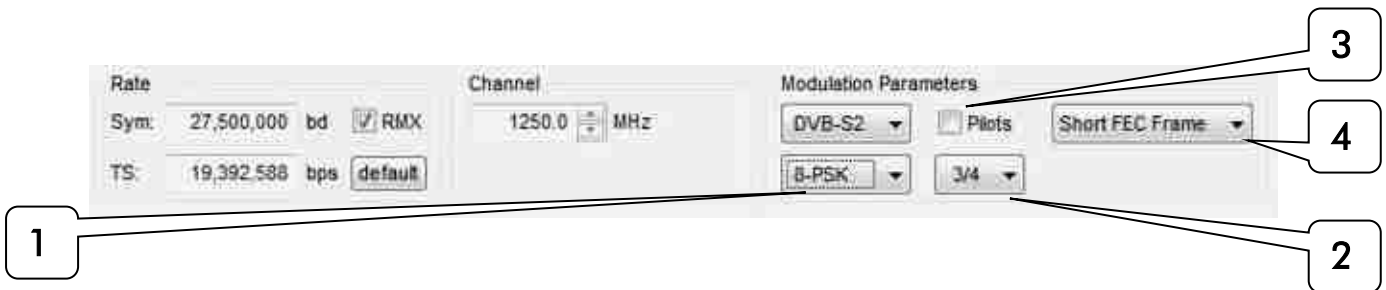 3
Rate Channel Modulation Parameters
Sym: 27,500,000 bd RMX 1250.0 MHz DVB-S2 Pilots Short FEC Frame
4
TS: 19,392,588 bps default 8-PSK 3/4
1
2